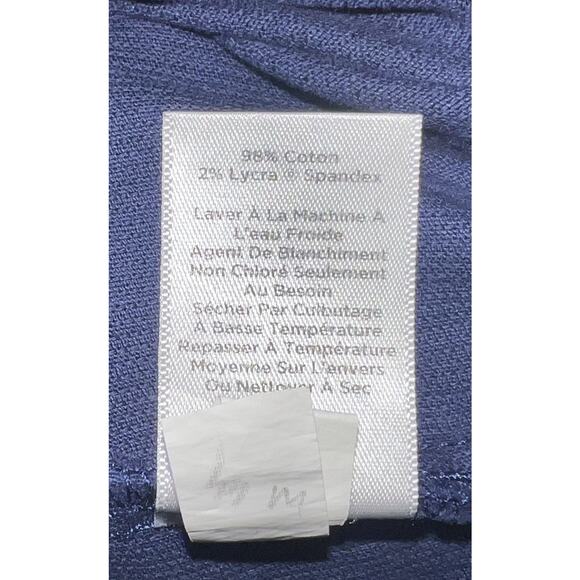 98% Coton
2% Lycra ® Spandex
Laver À La Machine À
L'eau Froide
Agent De Blanchiment
Non Chloré Seulement
Au Besoin
Sécher Par Culbutage
À Basse Température
Repasser À Température
Moyenne Sur L'envers
Ou Nettoyer À Sec